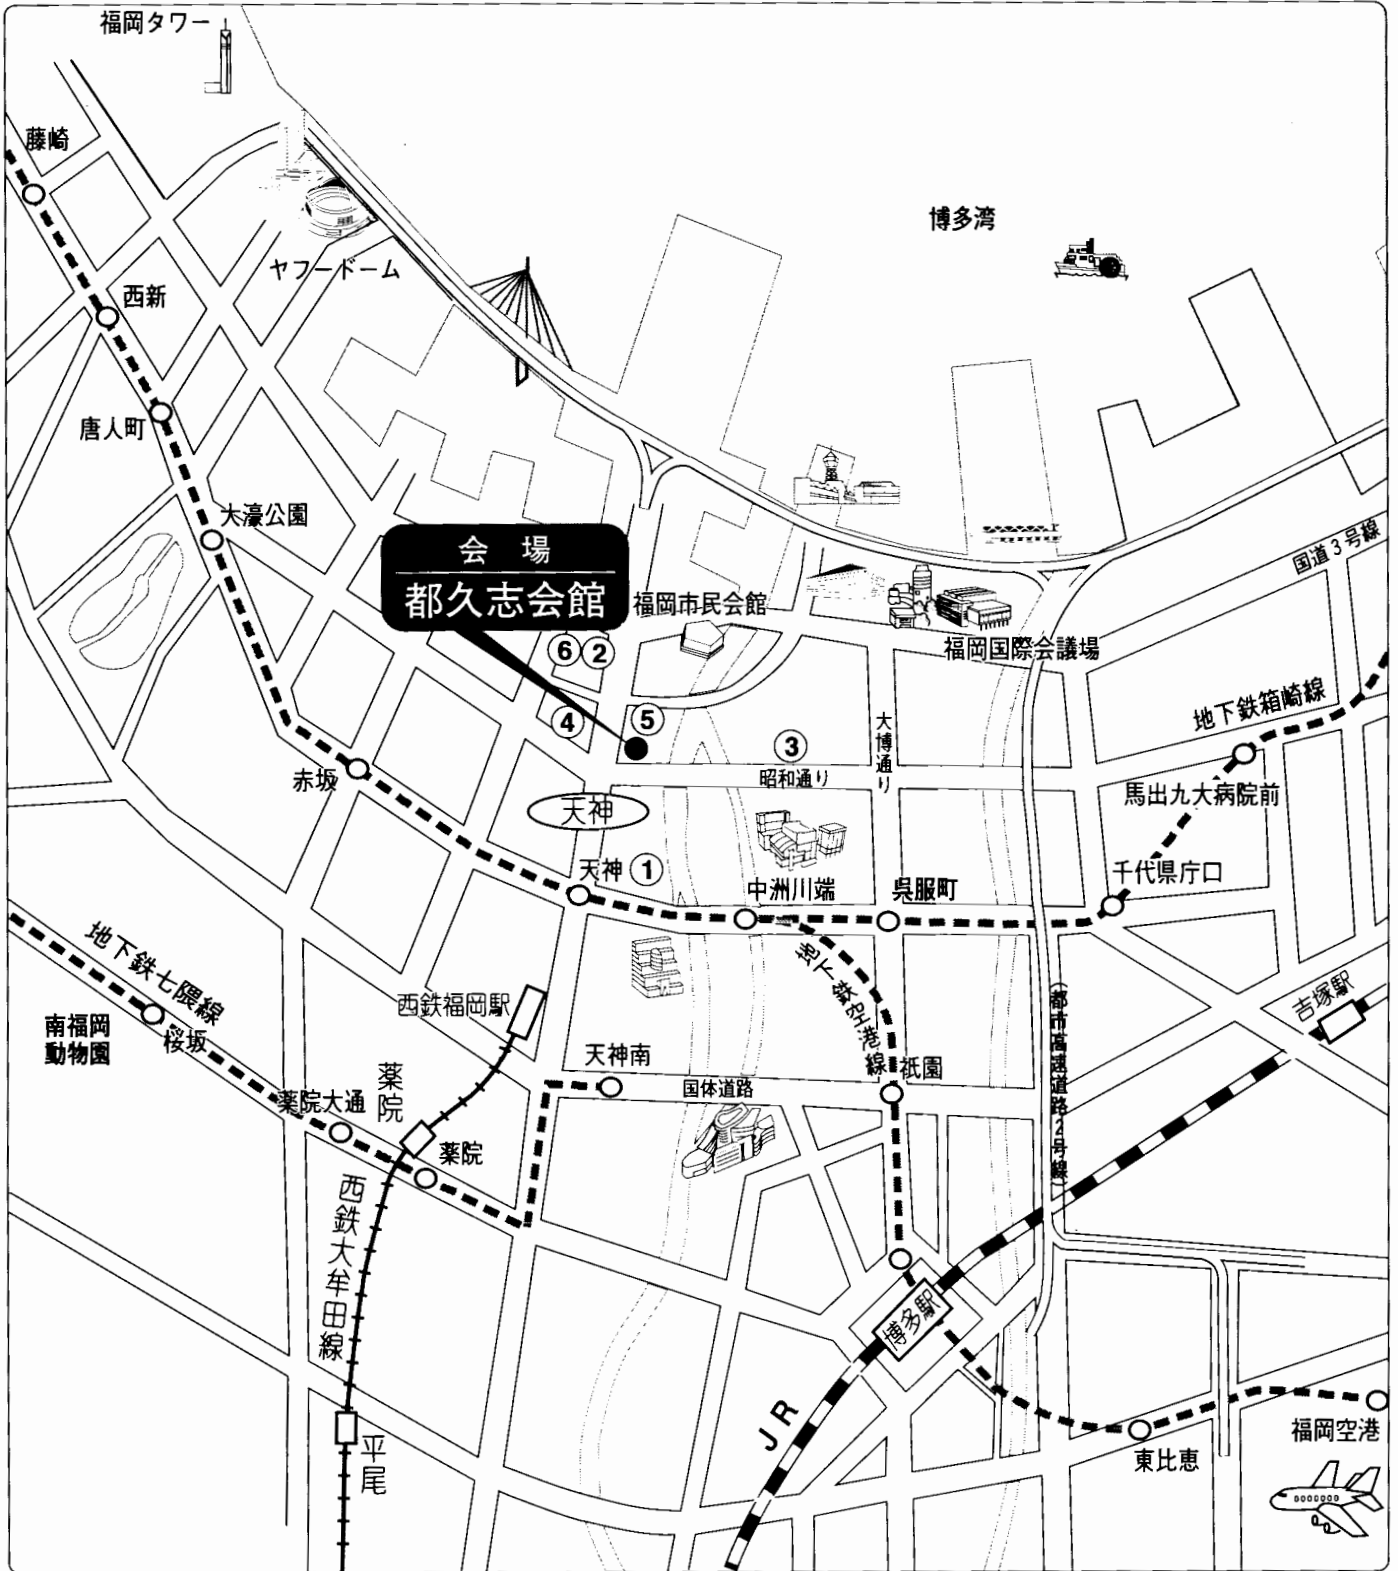 福岡タワー
藤崎
博多湾
ヤフードーム
西新
唐人町
大濠公園
会　場
都久志会館
国道3号線
福岡市民会館
⑥②
福岡国際会議場
地下鉄箱崎線
④
⑤
③
大博通り
昭和通り
赤坂
天神
馬出九大病院前
天神
①
中洲川端
呉服町
千代県庁口
地下鉄七隈線
地下鉄空港線
西鉄福岡駅
(都市高速道路2号線)
吉塚駅
南福岡
動物園
桜坂
天神南
国体道路
祇園
薬院
薬院大通
薬院
西鉄大牟田線
博多駅
JR
平尾
福岡空港
東比恵